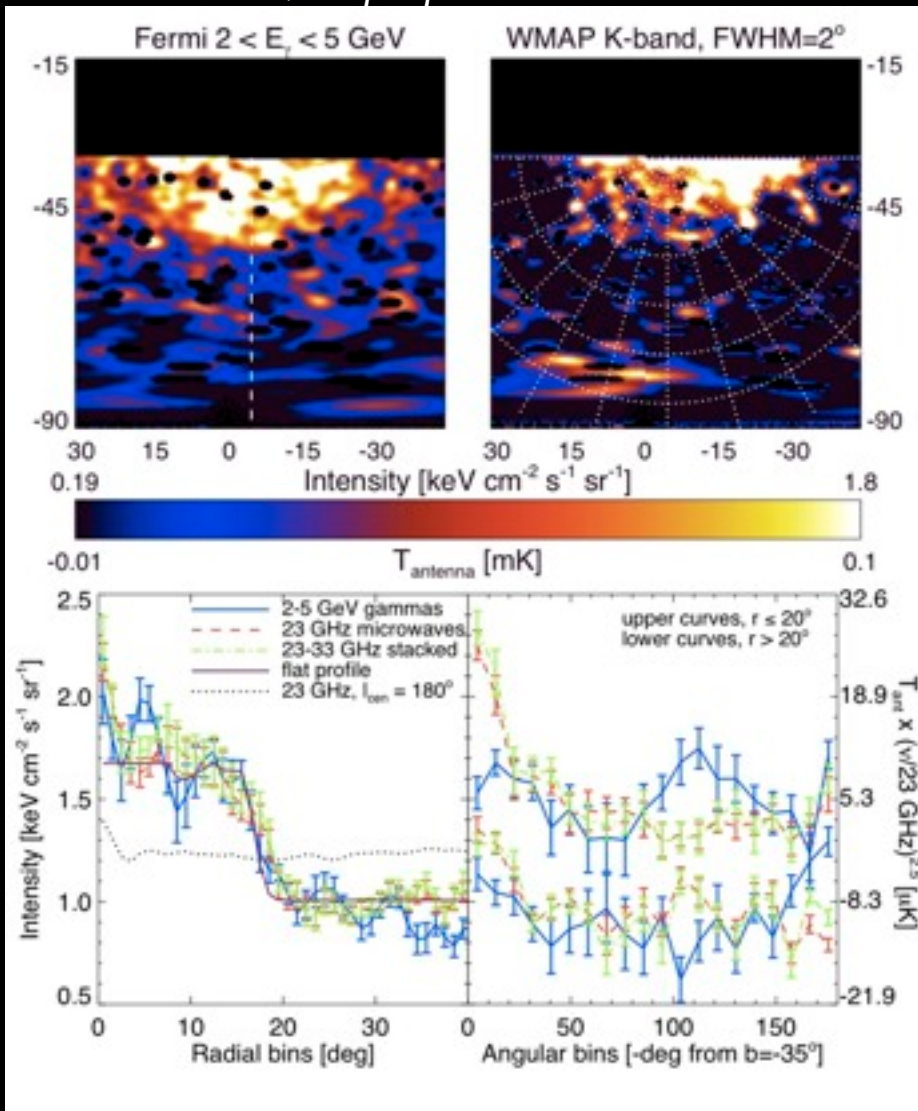 Fermi 2 < Eγ < 5 GeV
WMAP K-band, FWHM=2°
-15
-45
-90
-15
-45
-90
30 15 0 -15 -30
30 15 0 -15 -30
Intensity [keV cm⁻² s⁻¹ sr⁻¹]
0.19
1.8
-0.01
0.1
T_antenna [mK]
2.5
2.0
1.5
1.0
0.5
Intensity [keV cm⁻² s⁻¹ sr⁻¹]
2-5 GeV gammas
23 GHz microwaves
23-33 GHz stacked
flat profile
23 GHz, l_cen = 180°
0 10 20 30
Radial bins [deg]
upper curves, r ≤ 20°
lower curves, r > 20°
32.6
18.9
5.3
-8.3
-21.9
T_ant x (ν/23 GHz)^2.5 [μK]
0 50 100 150
Angular bins [-deg from b=-35°]